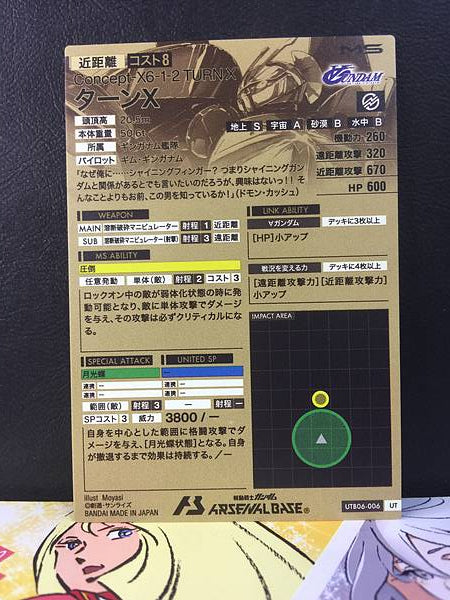 MS
近距離 コスト8
Concept-X6-1-2 TURN X
ターンX
∀GUNDAM
頭頂高 20.5m
本体重量 50.6t
所属 ギンガナム艦隊
パイロット ギム・ギンガナム
地上 S 宇宙 A 砂漠 B 水中 B
機動力 260
遠距離攻撃 320
近距離攻撃 670
HP 600
「なぜ俺に……シャイニングフィンガー？ つまりシャイニングガン
ダムと関係があるとでも言いたいのだろうが、興味はないっ！！ そ
んなことよりもお前、この男を知っているか！」(ドモン・カッシュ)
WEAPON
MAIN 溶断破砕マニピュレーター 射程 1 近距離
SUB 溶断破砕マニピュレーター(射撃) 射程 3 遠距離
MS ABILITY
圧倒
任意発動 単体(敵) 射程 2 コスト 3
ロックオン中の敵が弱体化状態の時に発
動可能となり、敵に単体攻撃でダメージ
を与え、その攻撃は必ずクリティカルにな
る。
LINK ABILITY
∀ガンダム デッキに3枚以上
[HP]小アップ
戦況を変える力 デッキに4枚以上
[遠距離攻撃力][近距離攻撃力]
小アップ
SPECIAL ATTACK UNITED SP
月光蝶 ―
連携 ― 連携 ―
連携 ― 連携 ―
範囲(敵) 射程 3 ― 射程 ―
SPコスト 3 威力 3800 / ―
自身を中心とした範囲に格闘攻撃でダ
メージを与え、[月光蝶状態]となる。自身
が撤退するまで効果は持続する。／―
IMPACT AREA
illust Moyasi
©創通・サンライズ
BANDAI MADE IN JAPAN
機動戦士ガンダム
ARSENAL BASE®
UTB06-006 UT